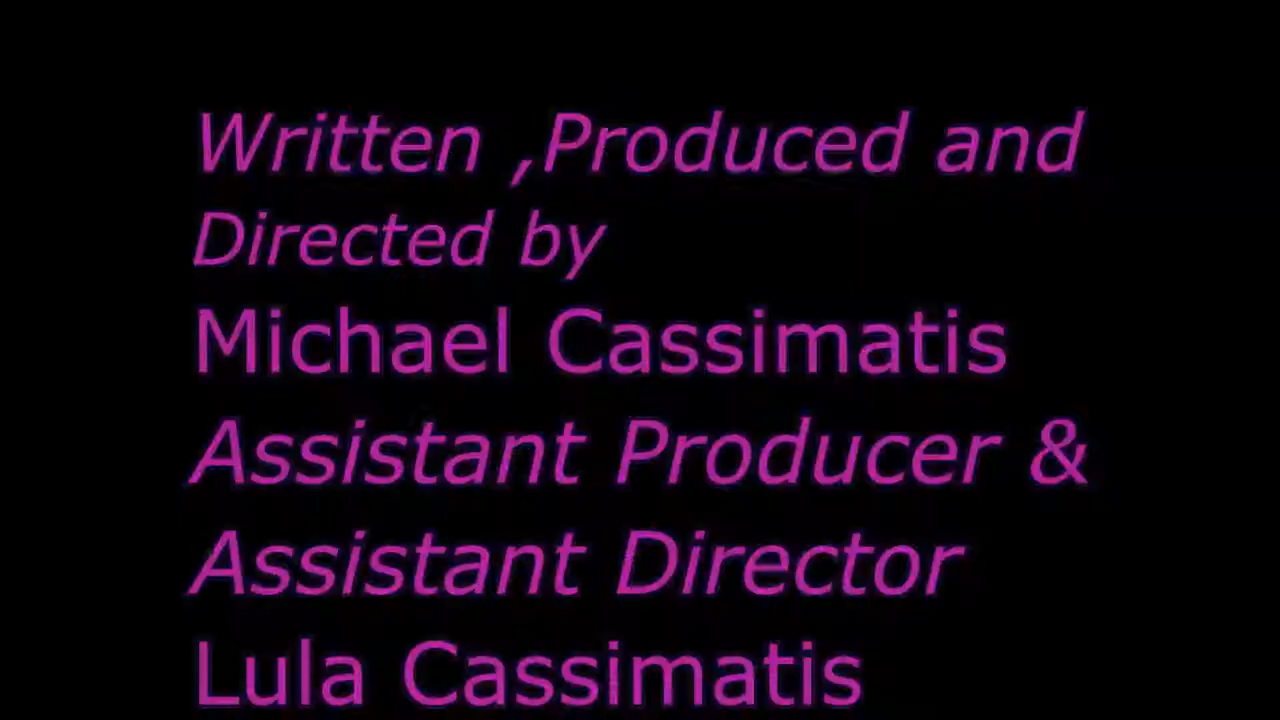 Written ,Produced and
Directed by
Michael Cassimatis
Assistant Producer &
Assistant Director
Lula Cassimatis